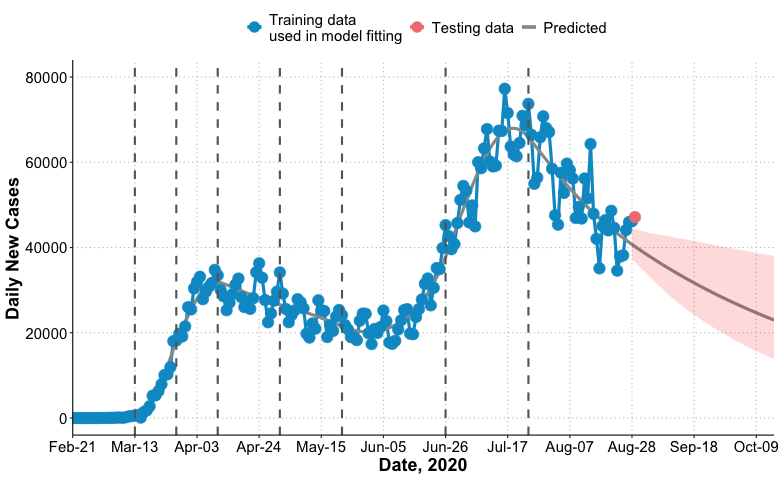 Training data
used in model fitting
Testing data
Predicted
Daily New Cases
80000
60000
40000
20000
0
Feb-21 Mar-13 Apr-03 Apr-24 May-15 Jun-05 Jun-26 Jul-17 Aug-07 Aug-28 Sep-18 Oct-09
Date, 2020